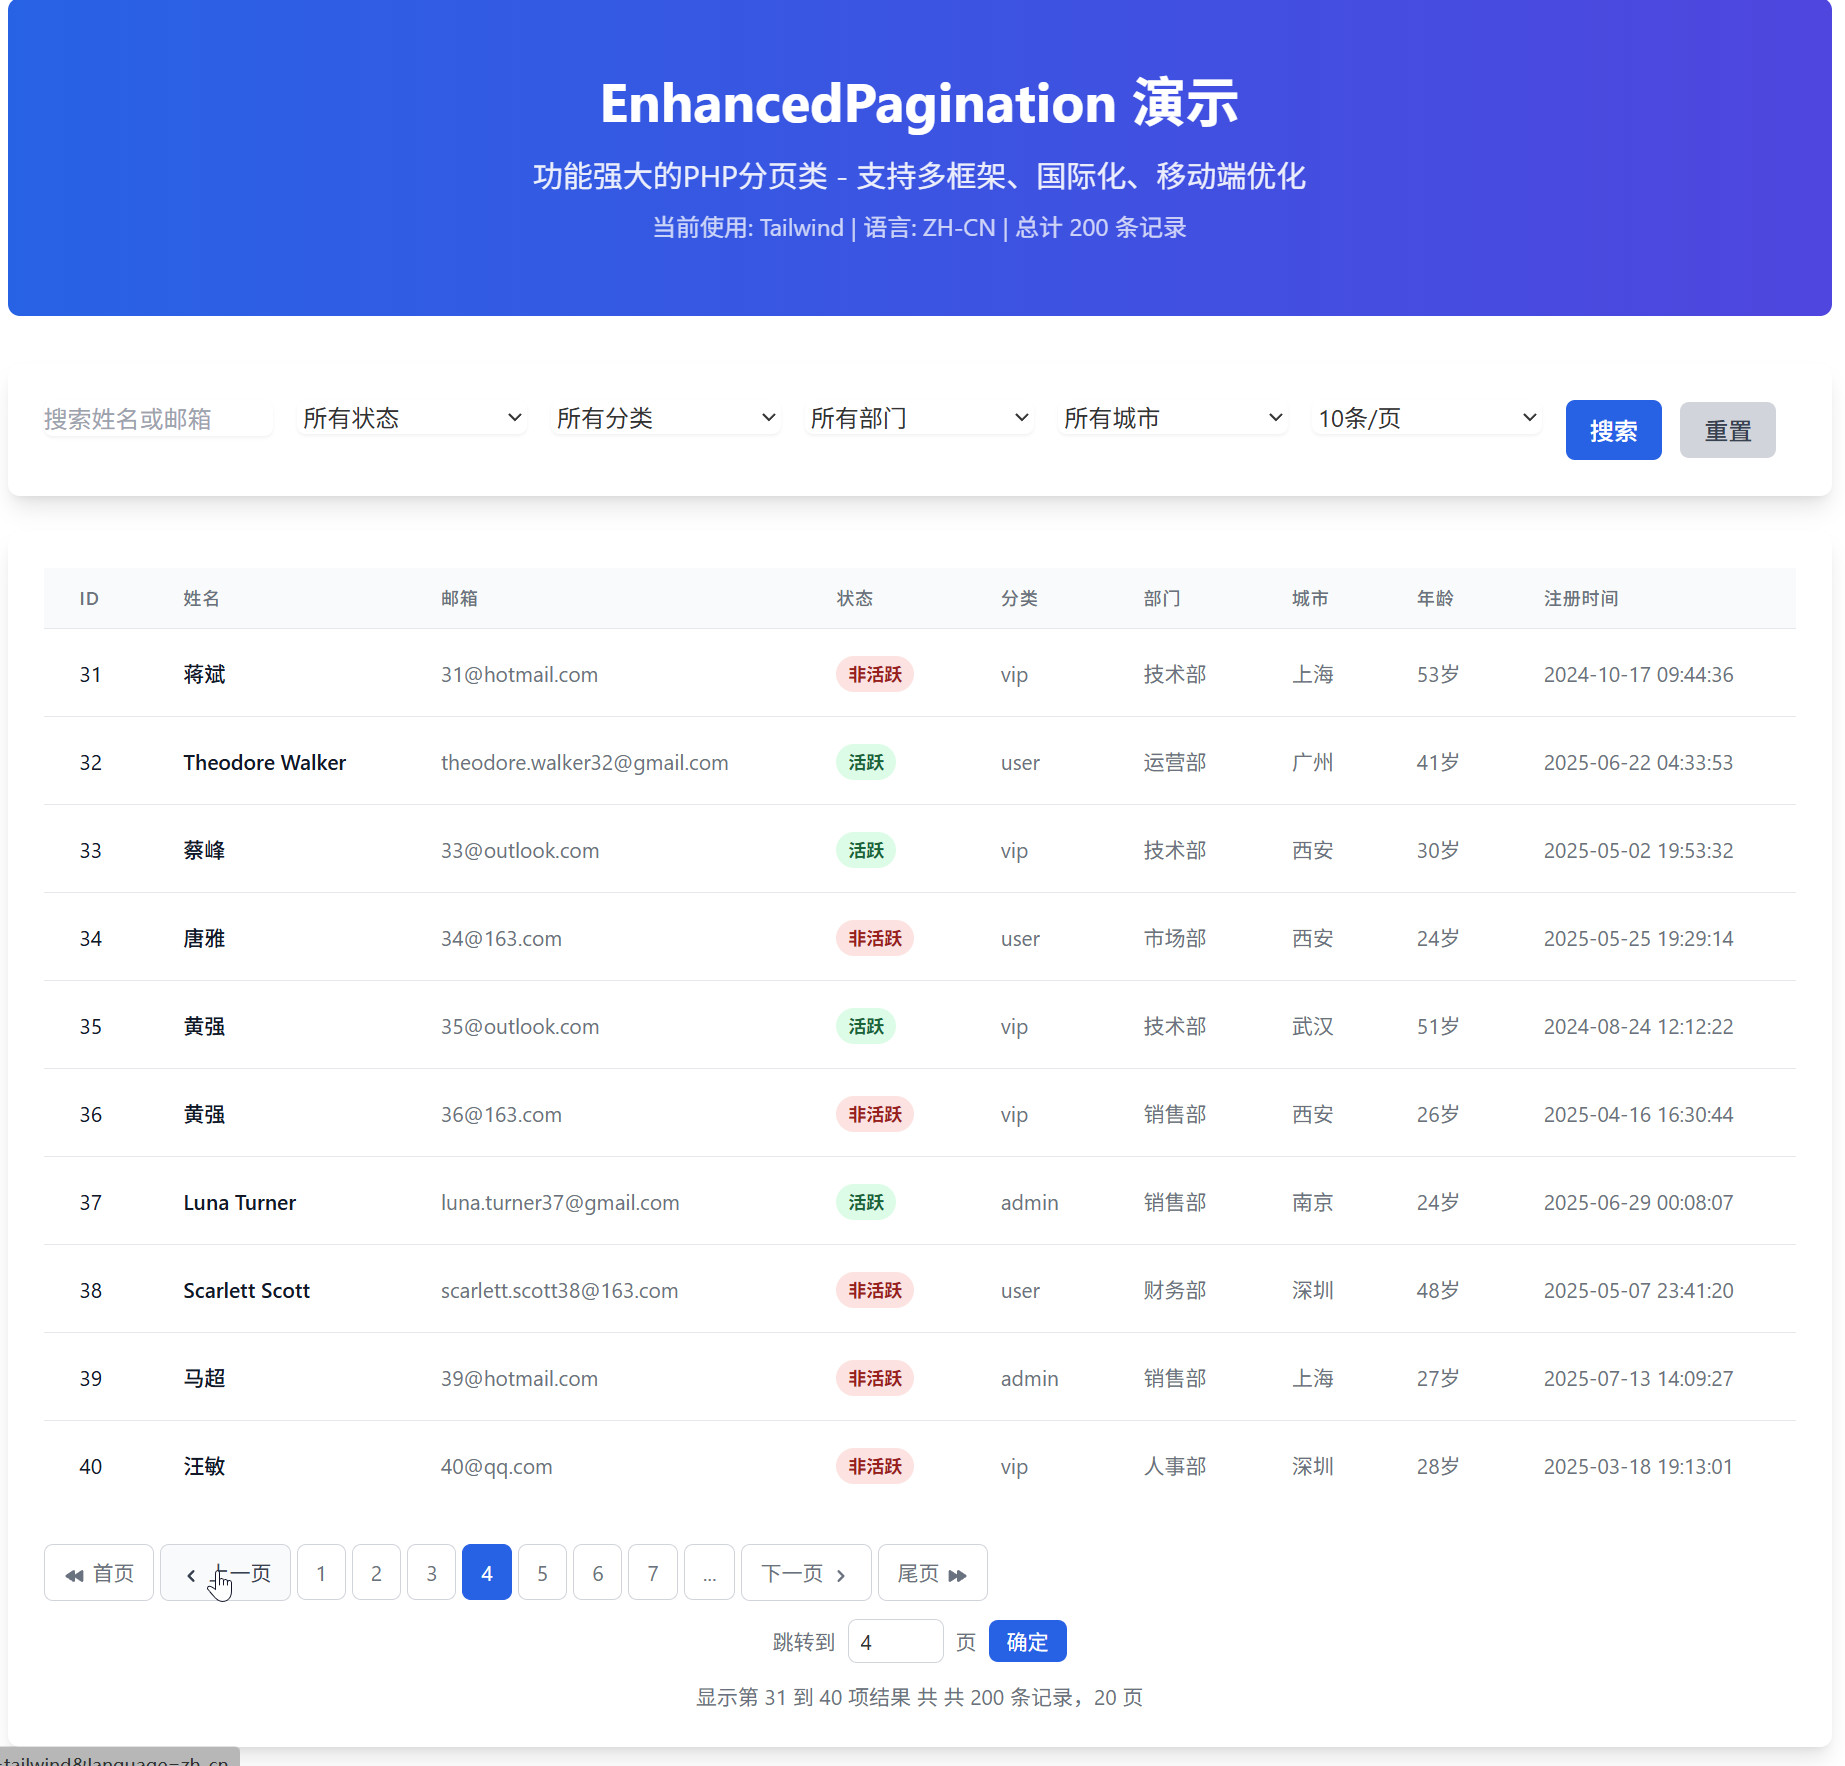 EnhancedPagination 演示
功能强大的PHP分页类 - 支持多框架、国际化、移动端优化
当前使用: Tailwind | 语言: ZH-CN | 总计 200 条记录
搜索姓名或邮箱 所有状态 所有分类 所有部门 所有城市 10条/页 搜索 重置
ID 姓名 邮箱 状态 分类 部门 城市 年龄 注册时间
31 蒋斌 31@hotmail.com 非活跃 vip 技术部 上海 53岁 2024-10-17 09:44:36
32 Theodore Walker theodore.walker32@gmail.com 活跃 user 运营部 广州 41岁 2025-06-22 04:33:53
33 蔡峰 33@outlook.com 活跃 vip 技术部 西安 30岁 2025-05-02 19:53:32
34 唐雅 34@163.com 非活跃 user 市场部 西安 24岁 2025-05-25 19:29:14
35 黄强 35@outlook.com 活跃 vip 技术部 武汉 51岁 2024-08-24 12:12:22
36 黄强 36@163.com 非活跃 vip 销售部 西安 26岁 2025-04-16 16:30:44
37 Luna Turner luna.turner37@gmail.com 活跃 admin 销售部 南京 24岁 2025-06-29 00:08:07
38 Scarlett Scott scarlett.scott38@163.com 非活跃 user 财务部 深圳 48岁 2025-05-07 23:41:20
39 马超 39@hotmail.com 非活跃 admin 销售部 上海 27岁 2025-07-13 14:09:27
40 汪敏 40@qq.com 非活跃 vip 人事部 深圳 28岁 2025-03-18 19:13:01
首页 上一页 1 2 3 4 5 6 7 ... 下一页 尾页
跳转到 4 页 确定
显示第 31 到 40 项结果 共 共 200 条记录，20 页
=tailwind&language=zh_cn